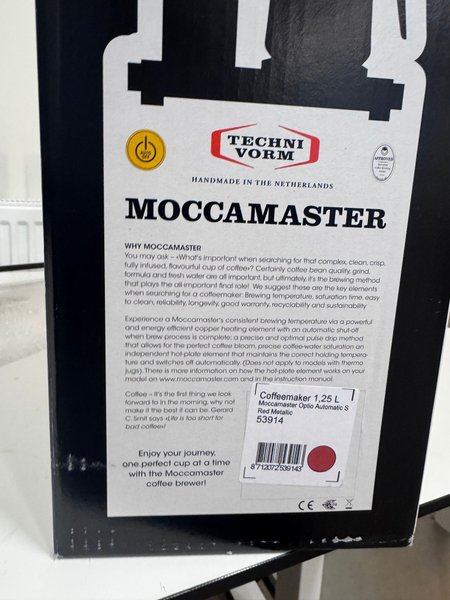 AUTO OFF
TECHNI
VORM
APPROVED
HANDMADE IN THE NETHERLANDS
MOCCAMASTER
WHY MOCCAMASTER
You may ask – «What's important when searching for that complex, clean, crisp,
fully infused, flavourful cup of coffee»? Certainly coffee bean quality, grind,
formula and fresh water are all important, but ultimately, it's the brewing method
that plays the all-important final role! We suggest these are the key elements
when searching for a coffeemaker: Brewing temperature, saturation time, easy
to clean, reliability, longevity, good warranty, recyclability and sustainability
Experience a Moccamaster's consistent brewing temperature via a powerful
and energy efficient copper heating element with an automatic shut-off
when brew process is complete; a precise and optimal pulse drip method
that allows for the perfect coffee bloom, precise coffee-water saturation an
independent hot-plate element that maintains the correct holding tempera-
ture and switches off automatically. (Does not apply to models with thermo
jugs). There is more information on how the hot-plate element works on your
model on www.moccamaster.com and in the instruction manual.
Coffee – It's the first thing we look
forward to in the morning, why not
make it the best it can be. Gerard
C. Smit says «Life is too short for
bad coffee»!
Enjoy your journey,
one perfect cup at a time
with the Moccamaster
coffee brewer!
Coffeemaker 1,25 L
Moccamaster Optio Automatic S
Red Metallic
53914
8 712072 539143
CE